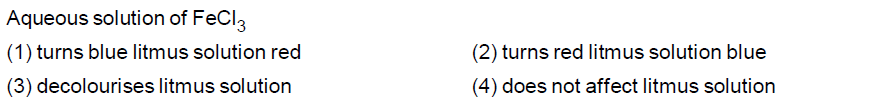 Aqueous solution of FeCl₃
(1) turns blue litmus solution red (2) turns red litmus solution blue
(3) decolourises litmus solution (4) does not affect litmus solution